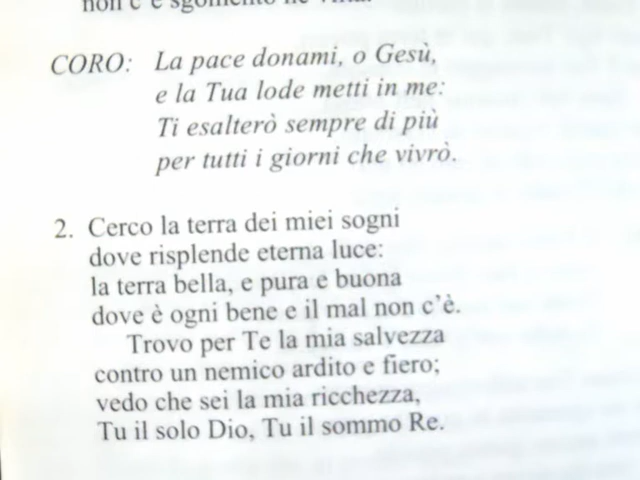 non c'è sgomento né
CORO: La pace donami, o Gesù,
e la Tua lode metti in me:
Ti esalterò sempre di più
per tutti i giorni che vivrò.
2. Cerco la terra dei miei sogni
dove risplende eterna luce:
la terra bella, e pura e buona
dove è ogni bene e il mal non c'è.
Trovo per Te la mia salvezza
contro un nemico ardito e fiero;
vedo che sei la mia ricchezza,
Tu il solo Dio, Tu il sommo Re.